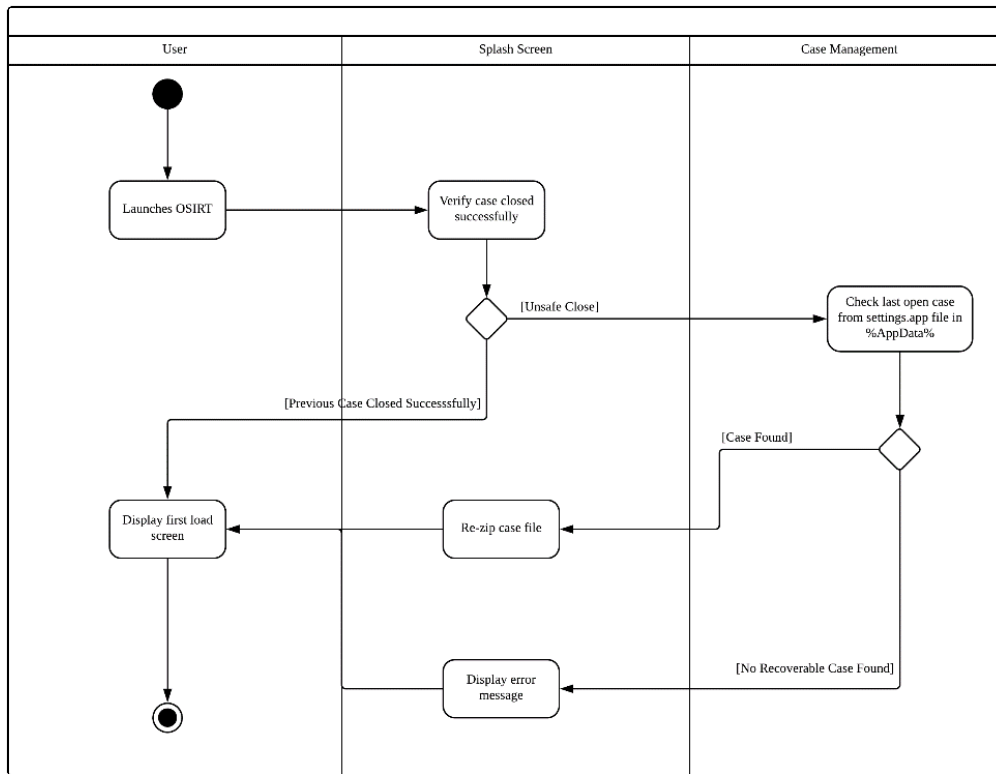 User
Splash Screen
Case Management
Launches OSIRT
Verify case closed
successfully
[Unsafe Close]
Check last open case
from settings.app file in
%AppData%
[Previous Case Closed Successsfully]
[Case Found]
Display first load
screen
Re-zip case file
[No Recoverable Case Found]
Display error
message